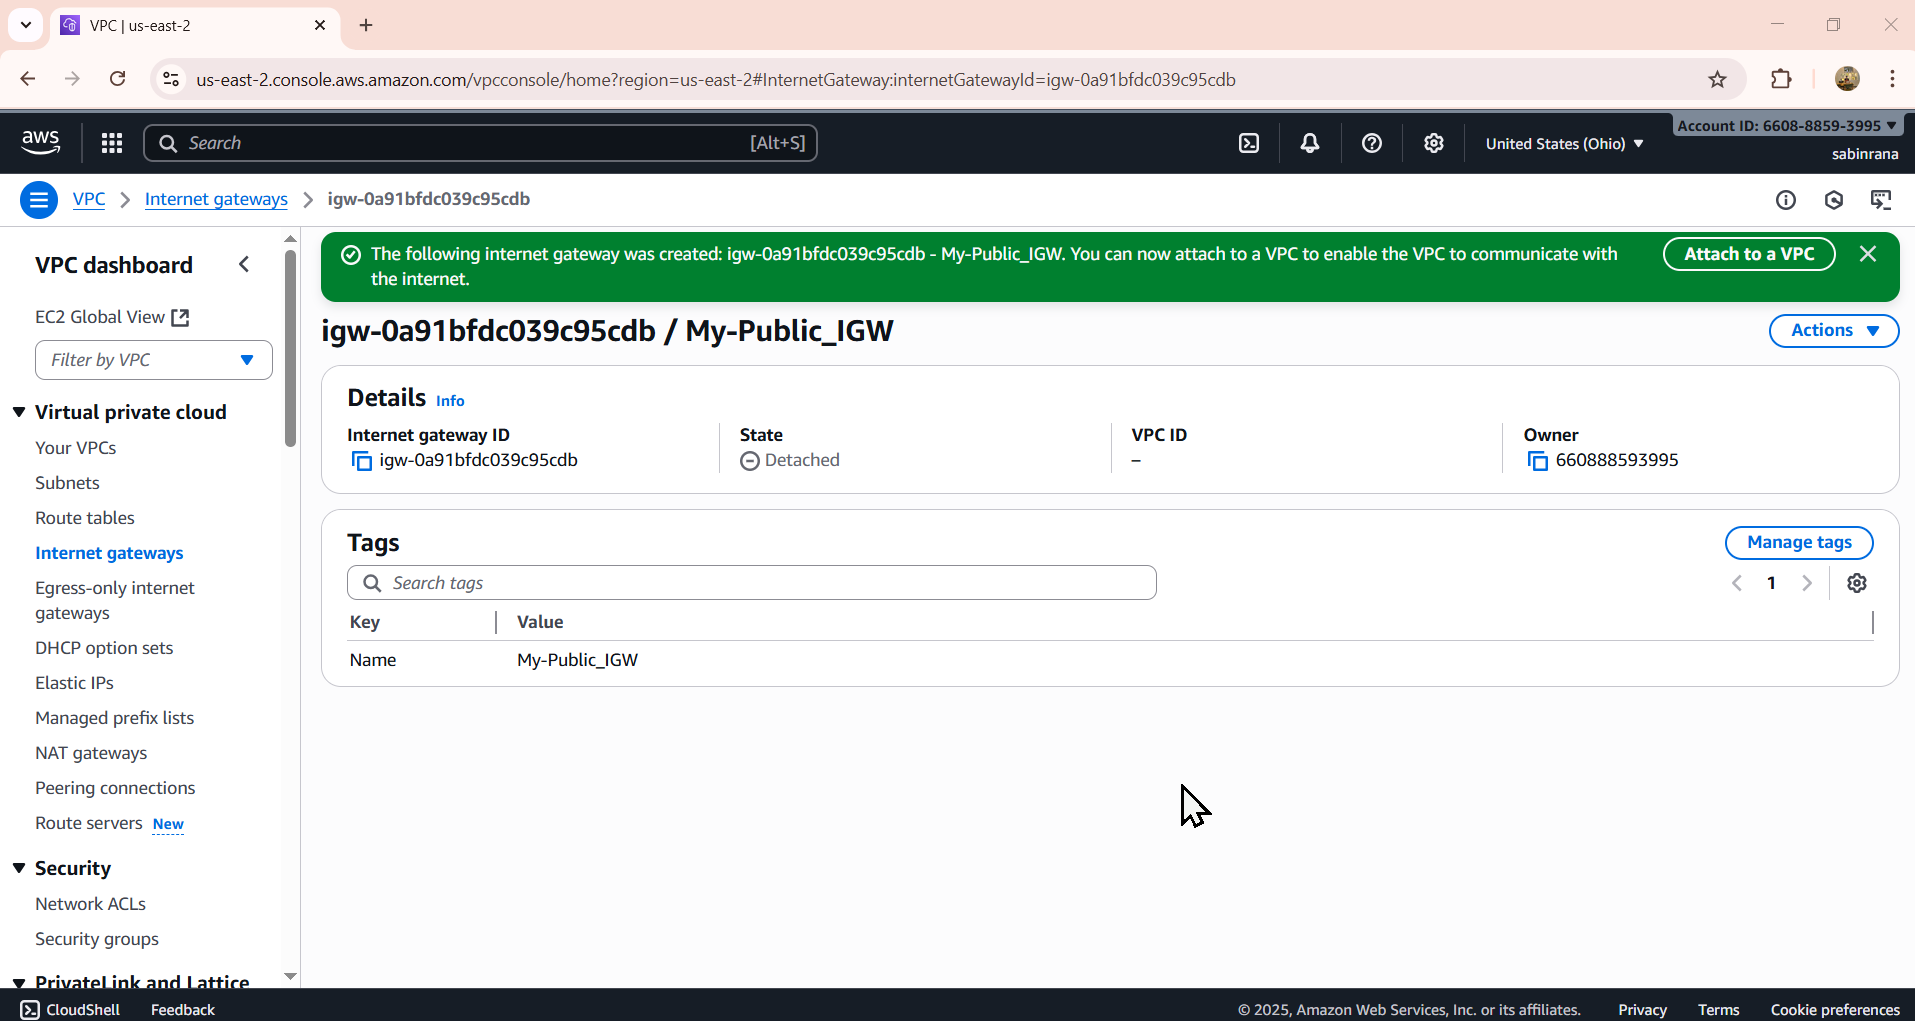 VPC | us-east-2
us-east-2.console.aws.amazon.com/vpcconsole/home?region=us-east-2#InternetGateway:internetGatewayId=igw-0a91bfdc039c95cdb
aws
Search
[Alt+S]
United States (Ohio)
Account ID: 6608-8859-3995
sabinrana
VPC
Internet gateways
igw-0a91bfdc039c95cdb
VPC dashboard
EC2 Global View
Filter by VPC
Virtual private cloud
Your VPCs
Subnets
Route tables
Internet gateways
Egress-only internet
gateways
DHCP option sets
Elastic IPs
Managed prefix lists
NAT gateways
Peering connections
Route servers New
Security
Network ACLs
Security groups
PrivateLink and Lattice
The following internet gateway was created: igw-0a91bfdc039c95cdb - My-Public_IGW. You can now attach to a VPC to enable the VPC to communicate with
the internet.
Attach to a VPC
igw-0a91bfdc039c95cdb / My-Public_IGW
Actions
Details Info
Internet gateway ID
igw-0a91bfdc039c95cdb
State
Detached
VPC ID
–
Owner
660888593995
Tags
Manage tags
Search tags
1
Key Value
Name My-Public_IGW
CloudShell
Feedback
© 2025, Amazon Web Services, Inc. or its affiliates.
Privacy
Terms
Cookie preferences